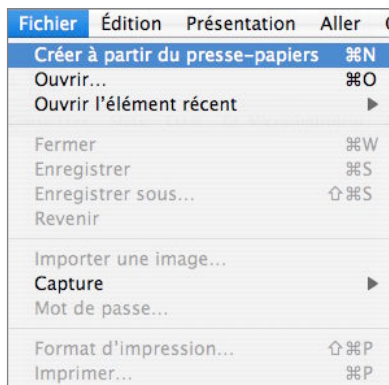 Fichier Édition Présentation Aller
Créer à partir du presse-papiers ⌘N
Ouvrir... ⌘O
Ouvrir l'élément récent ▶
Fermer ⌘W
Enregistrer ⌘S
Enregistrer sous... ⇧⌘S
Revenir
Importer une image...
Capture ▶
Mot de passe...
Format d'impression... ⇧⌘P
Imprimer... ⌘P